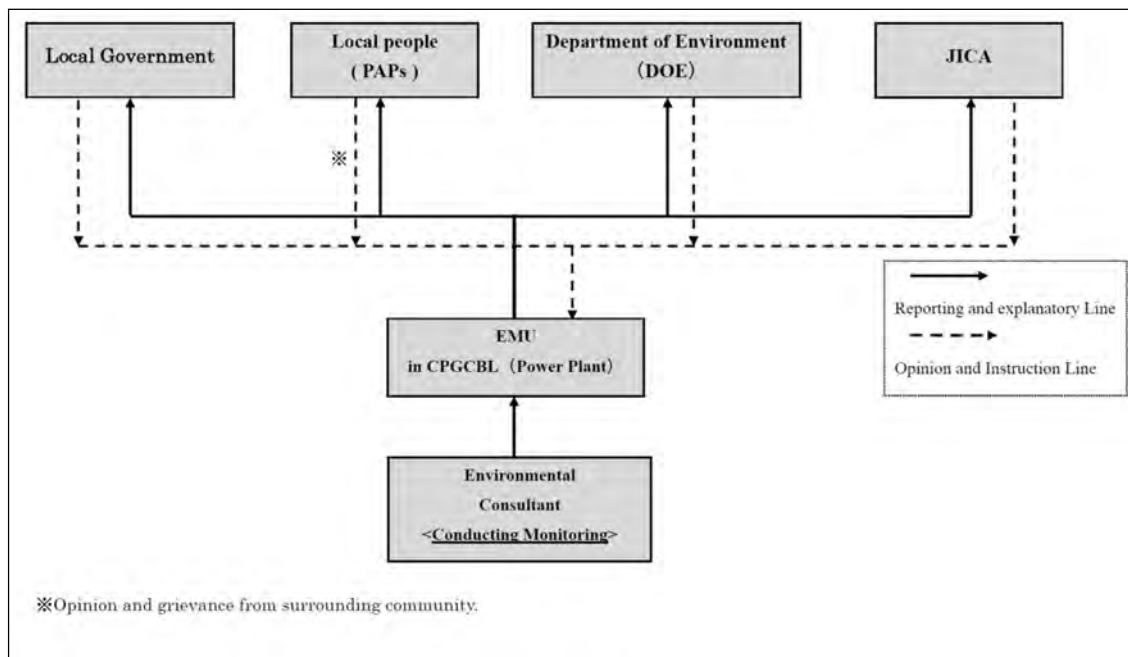 Local Government
Local people
( PAPs )
Department of Environment
（DOE）
JICA
※
EMU
in CPGCBL（Power Plant）
Reporting and explanatory Line
Opinion and Instruction Line
Environmental
Consultant
<Conducting Monitoring>
※Opinion and grievance from surrounding community.